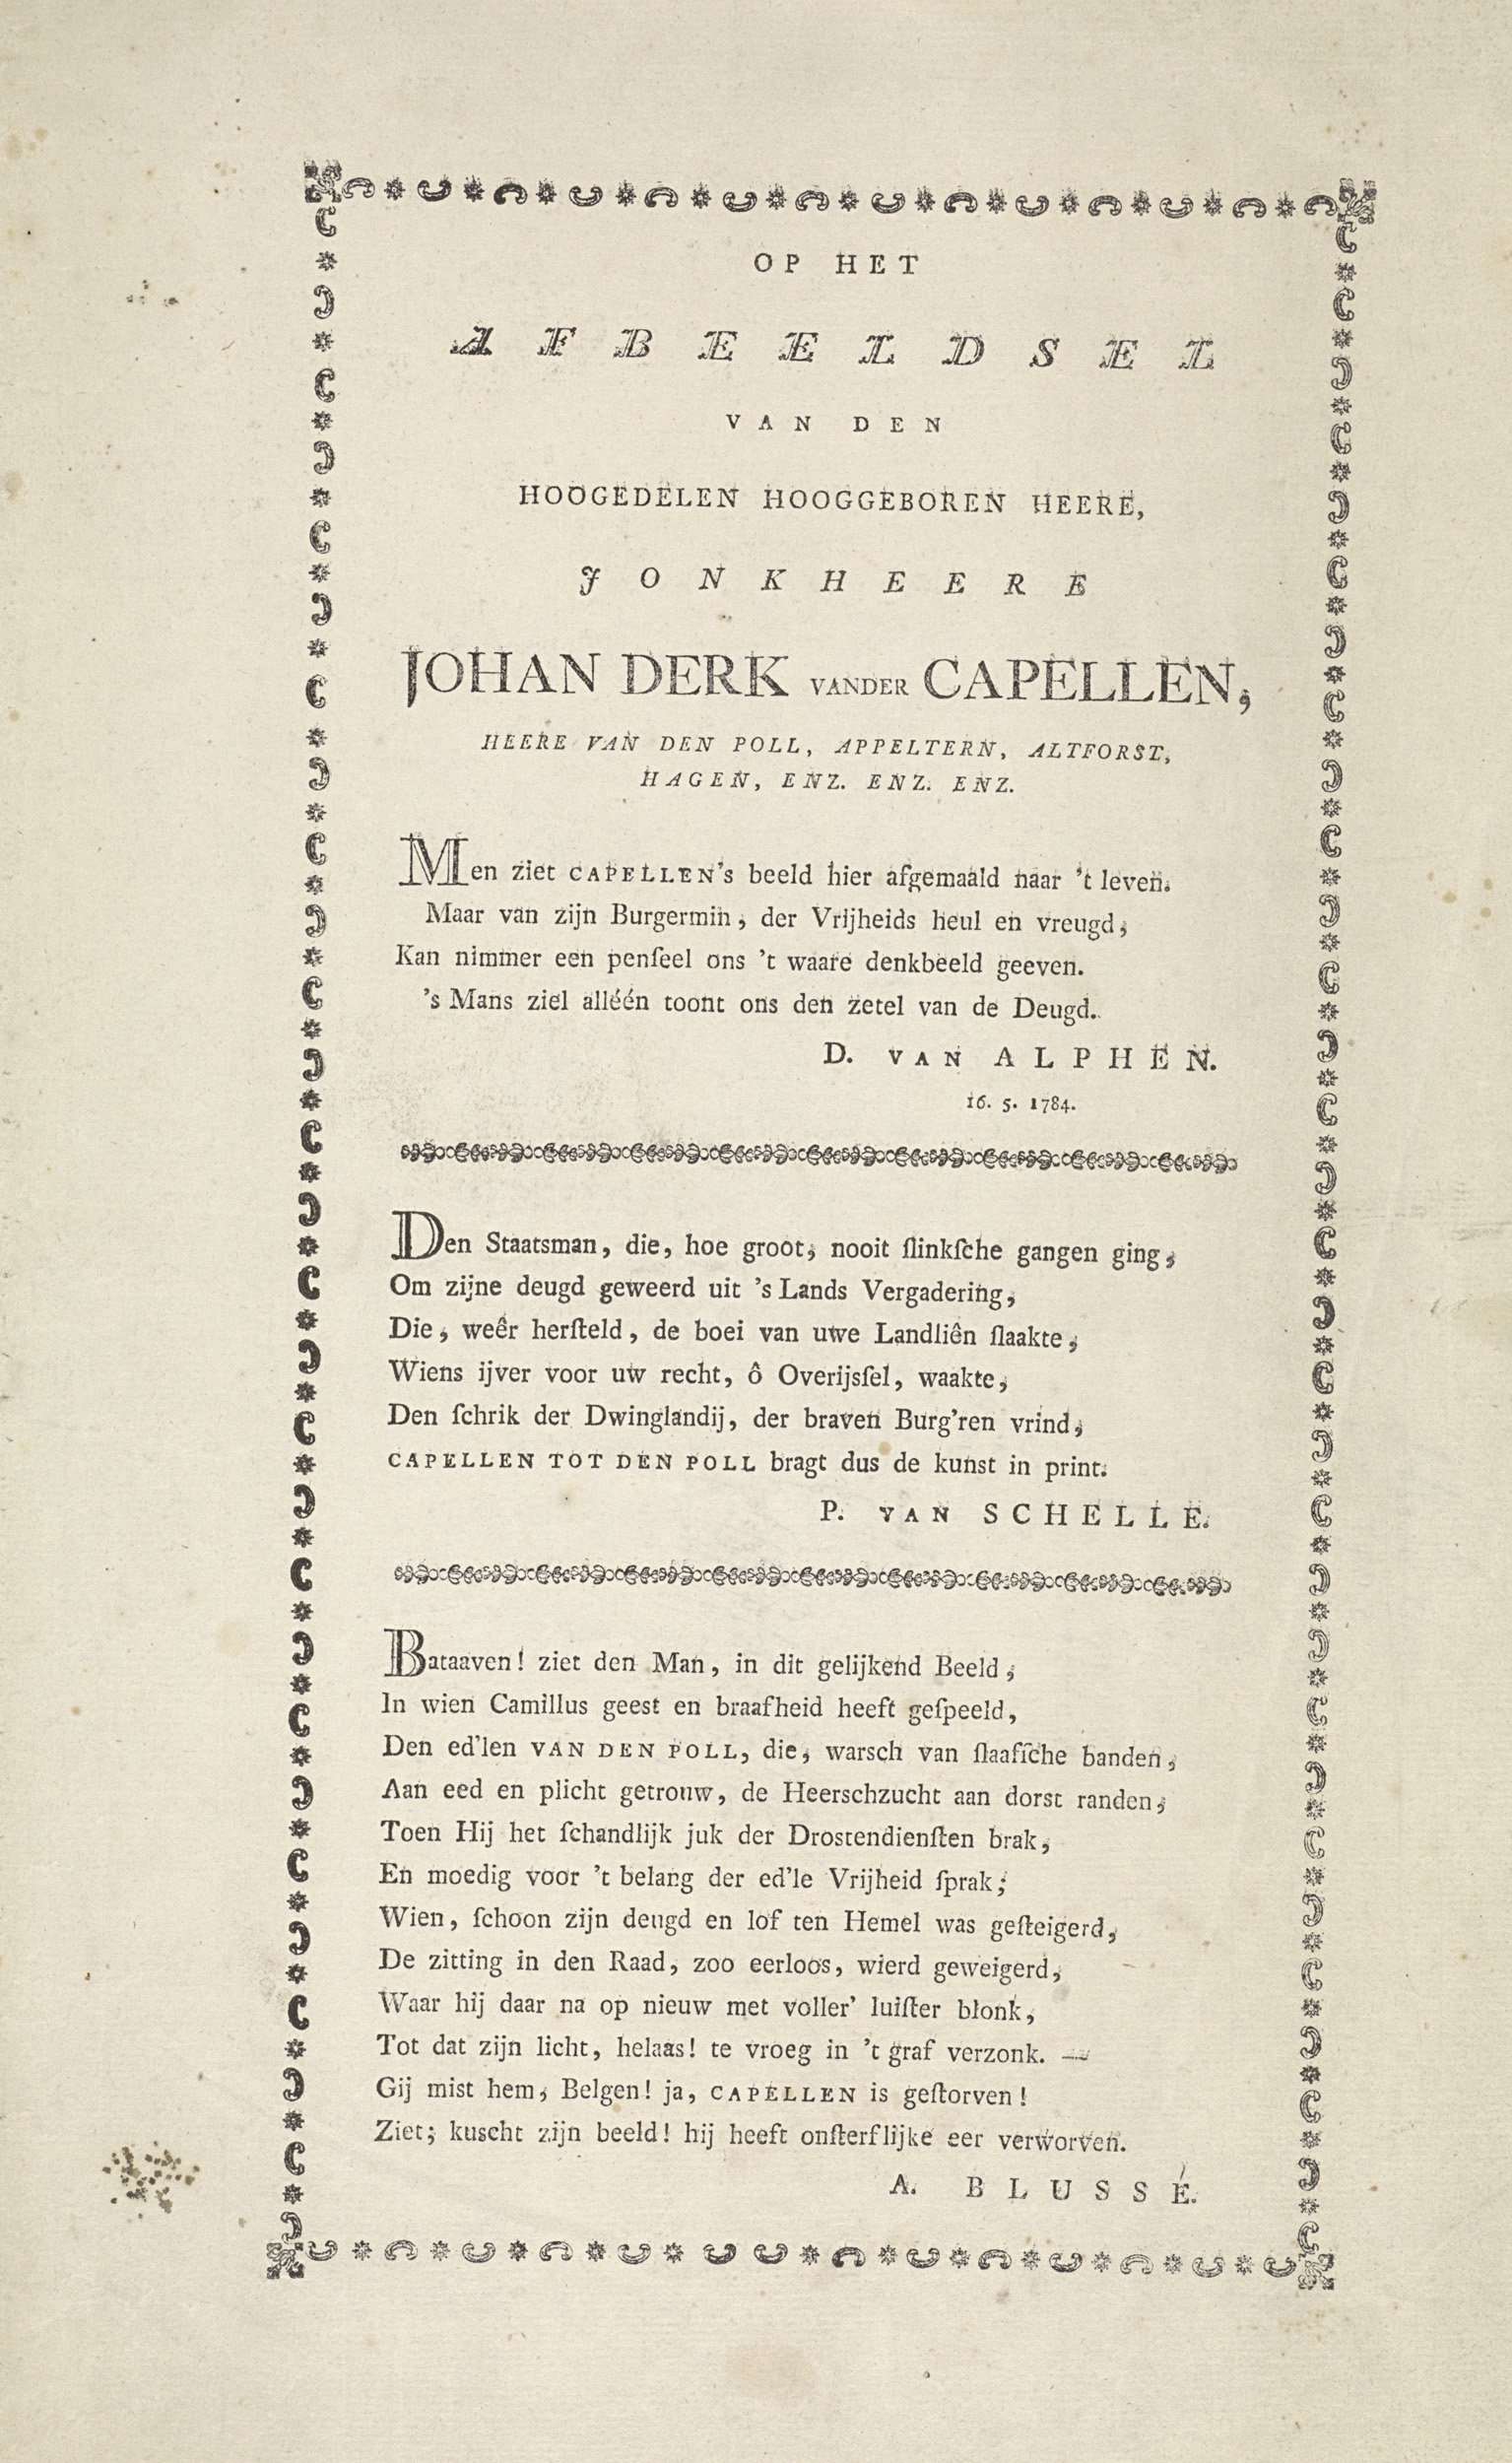 OP HET
AFBEELDSEL
VAN DEN
HOOGEDELEN HOOGGEBOREN HEERE,
JONKHEERE
JOHAN DERK VANDER CAPELLEN,
HEERE VAN DEN POLL, APPELTERN, ALTFORST,
HAGEN, ENZ. ENZ. ENZ.
Men ziet CAPELLEN's beeld hier afgemaald naar 't leven.
Maar van zijn Burgermin, der Vrijheids heul en vreugd,
Kan nimmer een penſeel ons 't waare denkbeeld geeven.
's Mans ziel alléén toont ons den zetel van de Deugd.
D. VAN ALPHEN.
16. 5. 1784.
Den Staatsman, die, hoe groot, nooit ſlinkſche gangen ging,
Om zijne deugd geweerd uit 's Lands Vergadering,
Die, weêr herſteld, de boei van uwe Landliên ſlaakte,
Wiens ijver voor uw recht, ô Overijsſel, waakte,
Den ſchrik der Dwinglandij, der braven Burg'ren vrind,
CAPELLEN TOT DEN POLL bragt dus de kunst in print.
P. VAN SCHELLE.
Bataaven! ziet den Man, in dit gelijkend Beeld,
In wien Camillus geest en braafheid heeft geſpeeld,
Den ed'len VAN DEN POLL, die, warsch van ſlaafſche banden,
Aan eed en plicht getrouw, de Heerschzucht aan dorst randen,
Toen Hij het ſchandlijk juk der Drostendienſten brak,
En moedig voor 't belang der ed'le Vrijheid ſprak;
Wien, ſchoon zijn deugd en lof ten Hemel was geſteigerd,
De zitting in den Raad, zoo eerloos, wierd geweigerd,
Waar hij daar na op nieuw met voller' luiſter blonk,
Tot dat zijn licht, helaas! te vroeg in 't graf verzonk. —
Gij mist hem, Belgen! ja, CAPELLEN is geſtorven!
Ziet; kuscht zijn beeld! hij heeft onſterflijke eer verworven.
A. BLUSSÉ.